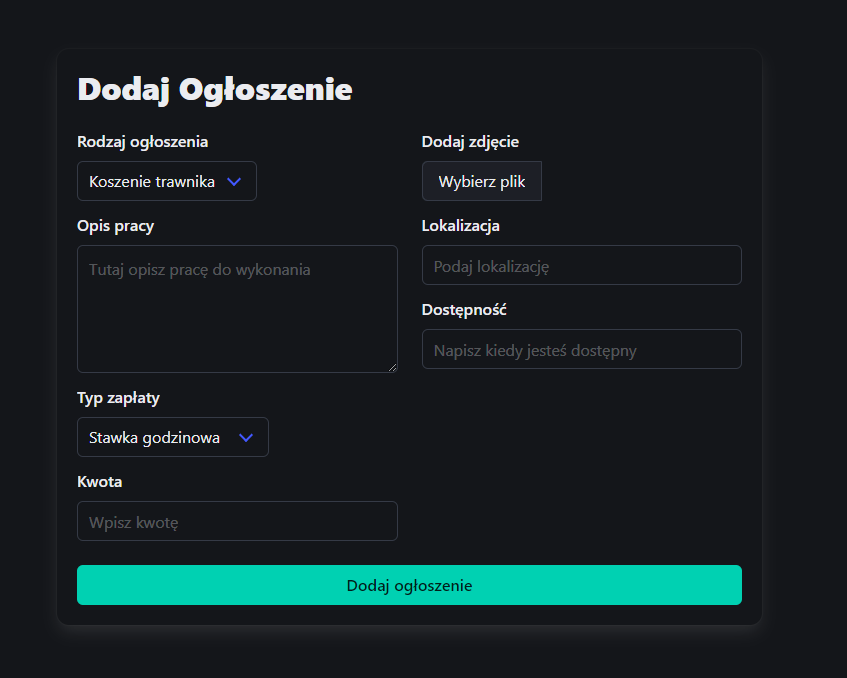 Dodaj Ogłoszenie
Rodzaj ogłoszenia
Koszenie trawnika
Opis pracy
Tutaj opisz pracę do wykonania
Typ zapłaty
Stawka godzinowa
Kwota
Wpisz kwotę
Dodaj zdjęcie
Wybierz plik
Lokalizacja
Podaj lokalizację
Dostępność
Napisz kiedy jesteś dostępny
Dodaj ogłoszenie